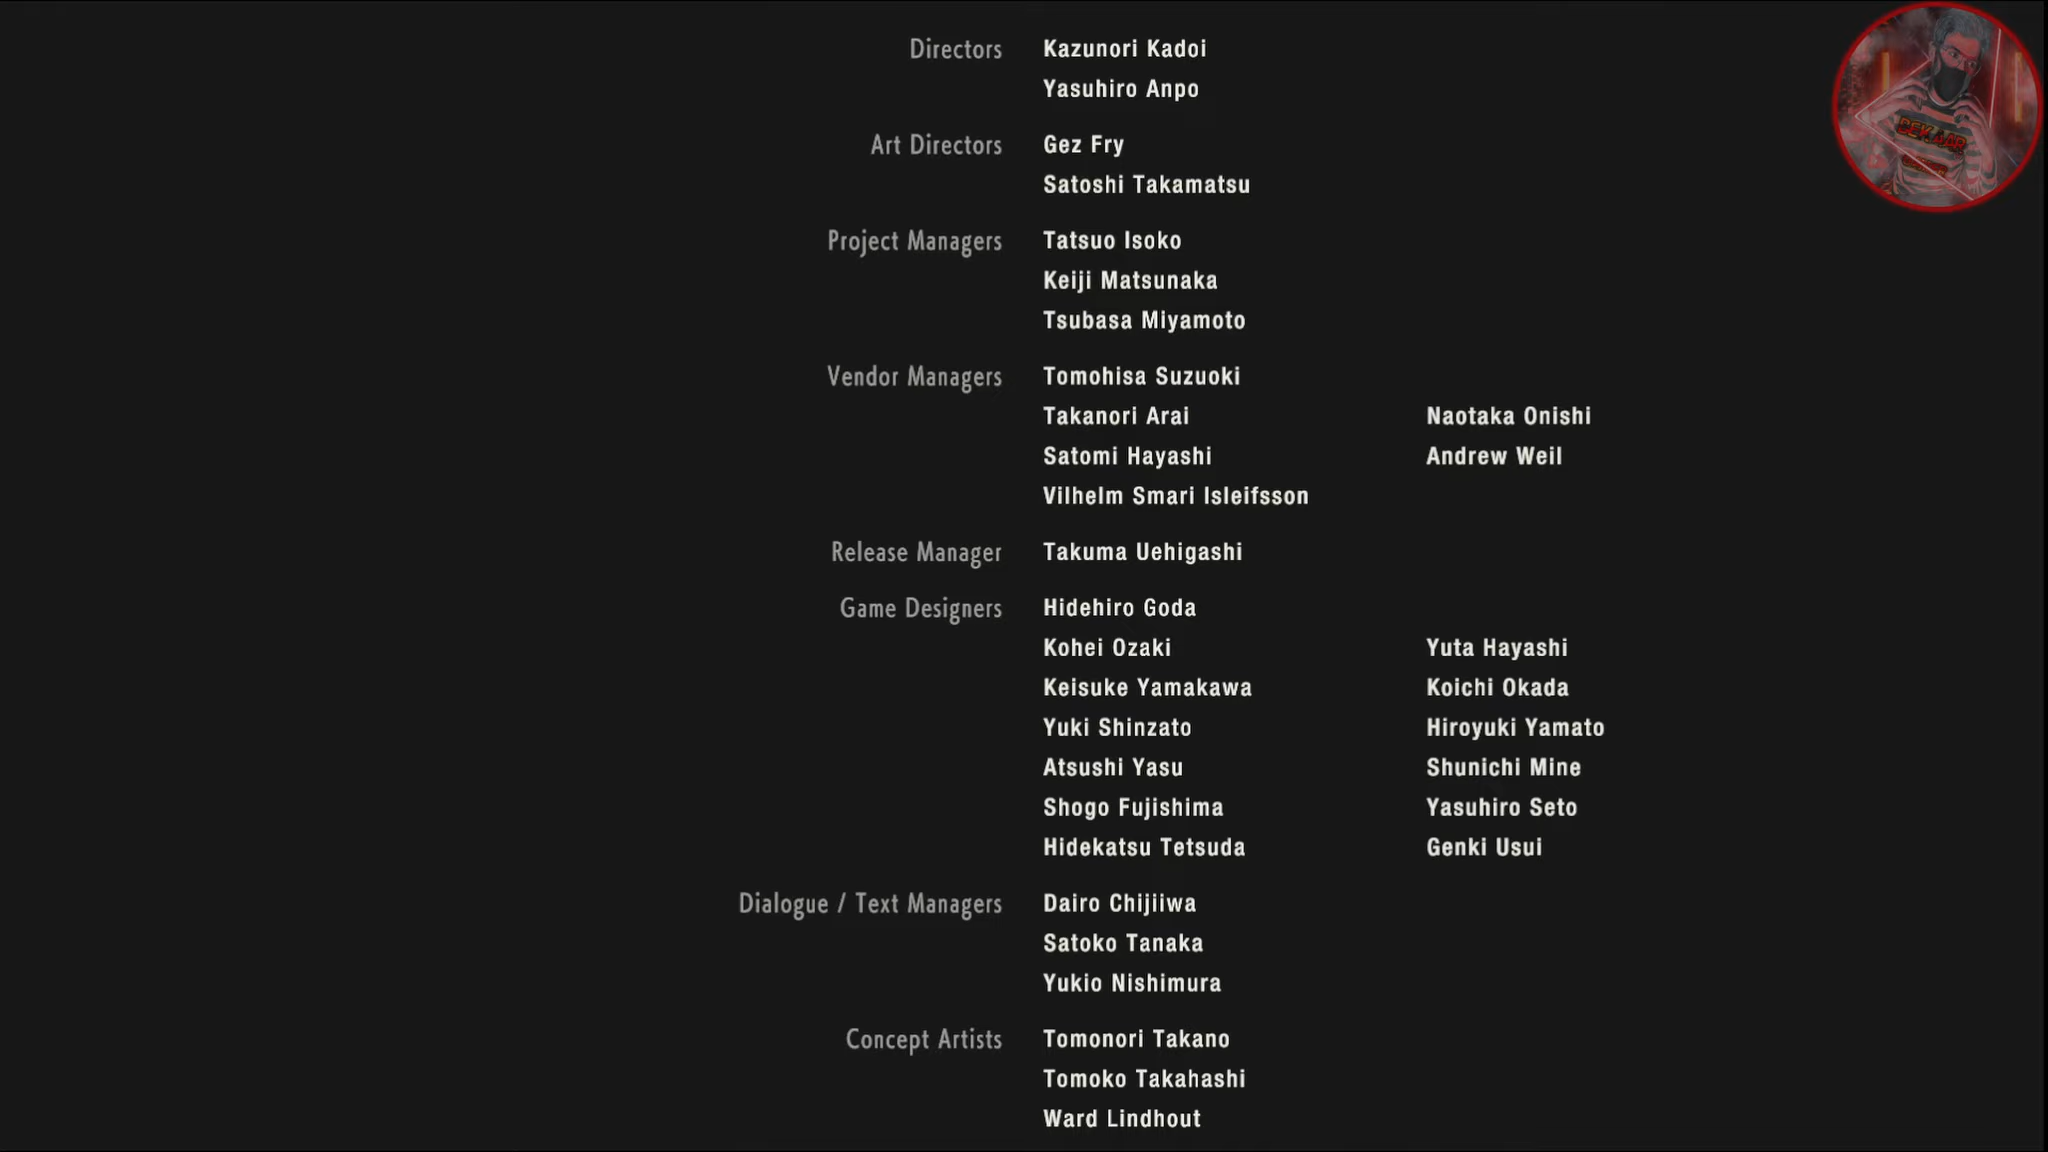 Directors Kazunori Kadoi
Yasuhiro Anpo
Art Directors Gez Fry
Satoshi Takamatsu
Project Managers Tatsuo Isoko
Keiji Matsunaka
Tsubasa Miyamoto
Vendor Managers Tomohisa Suzuoki
Takanori Arai Naotaka Onishi
Satomi Hayashi Andrew Weil
Vilhelm Smari Isleifsson
Release Manager Takuma Uehigashi
Game Designers Hidehiro Goda
Kohei Ozaki Yuta Hayashi
Keisuke Yamakawa Koichi Okada
Yuki Shinzato Hiroyuki Yamato
Atsushi Yasu Shunichi Mine
Shogo Fujishima Yasuhiro Seto
Hidekatsu Tetsuda Genki Usui
Dialogue / Text Managers Dairo Chijiiwa
Satoko Tanaka
Yukio Nishimura
Concept Artists Tomonori Takano
Tomoko Takahashi
Ward Lindhout
BEKAAR